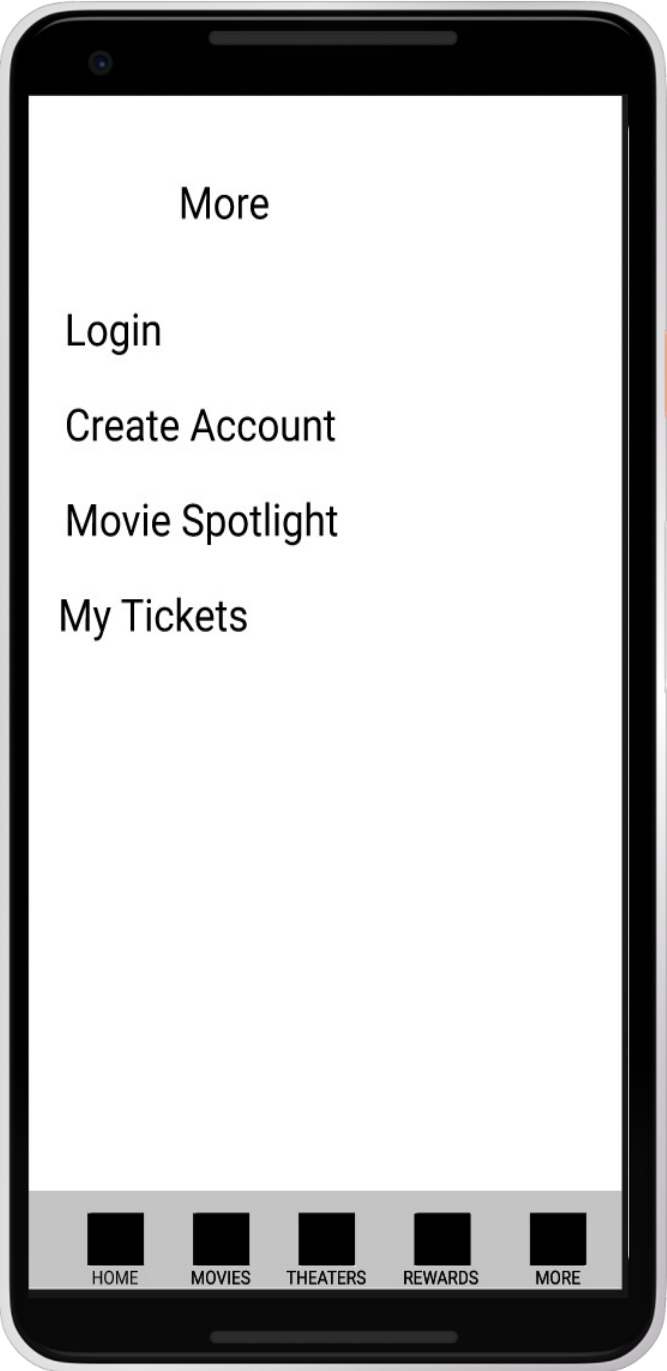 More
Login
Create Account
Movie Spotlight
My Tickets
HOME MOVIES THEATERS REWARDS MORE